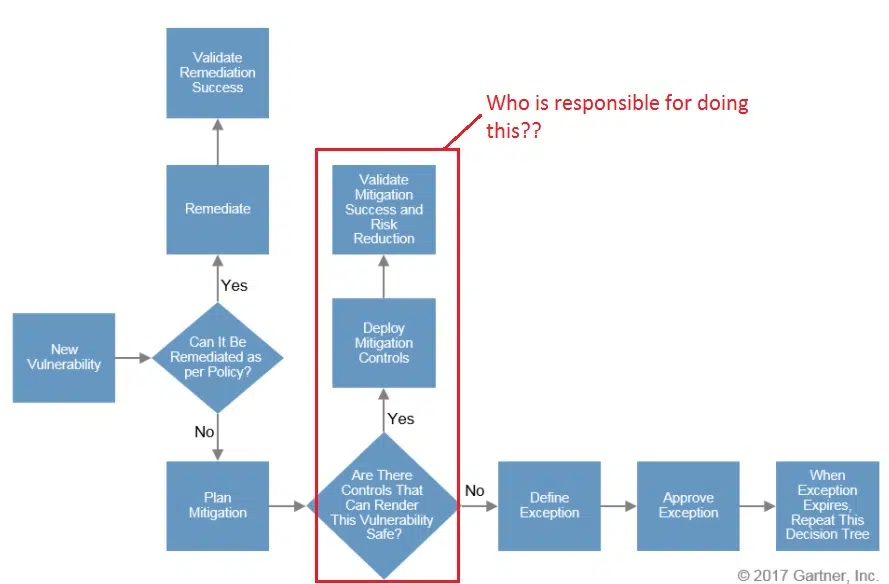 Validate
Remediation
Success
Who is responsible for doing
this??
Remediate
Validate
Mitigation
Success and
Risk
Reduction
Yes
New
Vulnerability
Can It Be
Remediated as
per Policy?
Deploy
Mitigation
Controls
No
Yes
Plan
Mitigation
Are There
Controls That
Can Render
This Vulnerability
Safe?
No
Define
Exception
Approve
Exception
When
Exception
Expires,
Repeat This
Decision Tree
© 2017 Gartner, Inc.